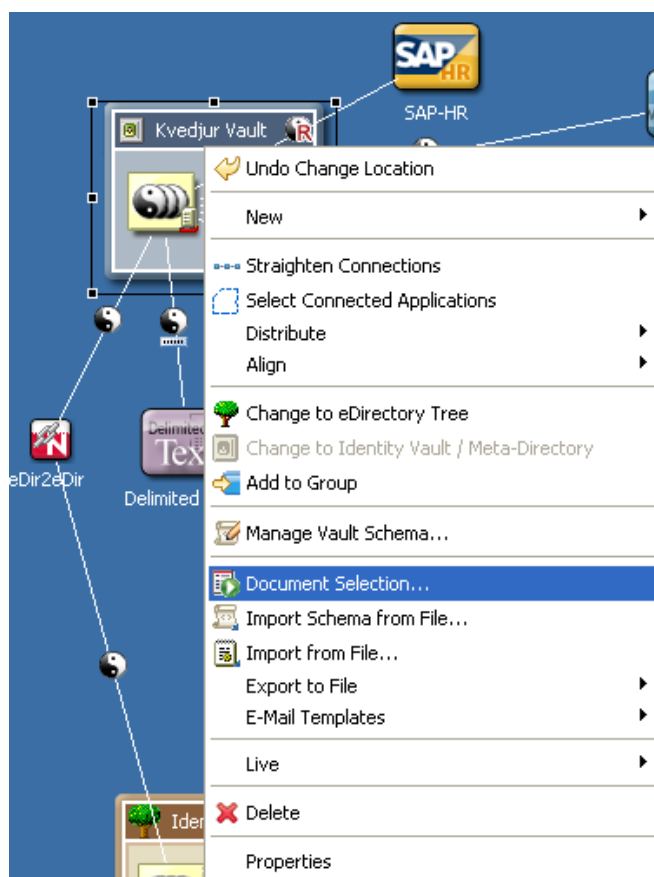 SAP
HR
SAP-HR
Kvedjur Vault
R
Undo Change Location
New
Straighten Connections
Select Connected Applications
Distribute
Align
Change to eDirectory Tree
Change to Identity Vault / Meta-Directory
Add to Group
Manage Vault Schema...
Document Selection...
Import Schema from File...
Import from File...
Export to File
E-Mail Templates
Live
Delete
Properties
N
eDir2eDir
Delimited
Tex
Delimited
Iden